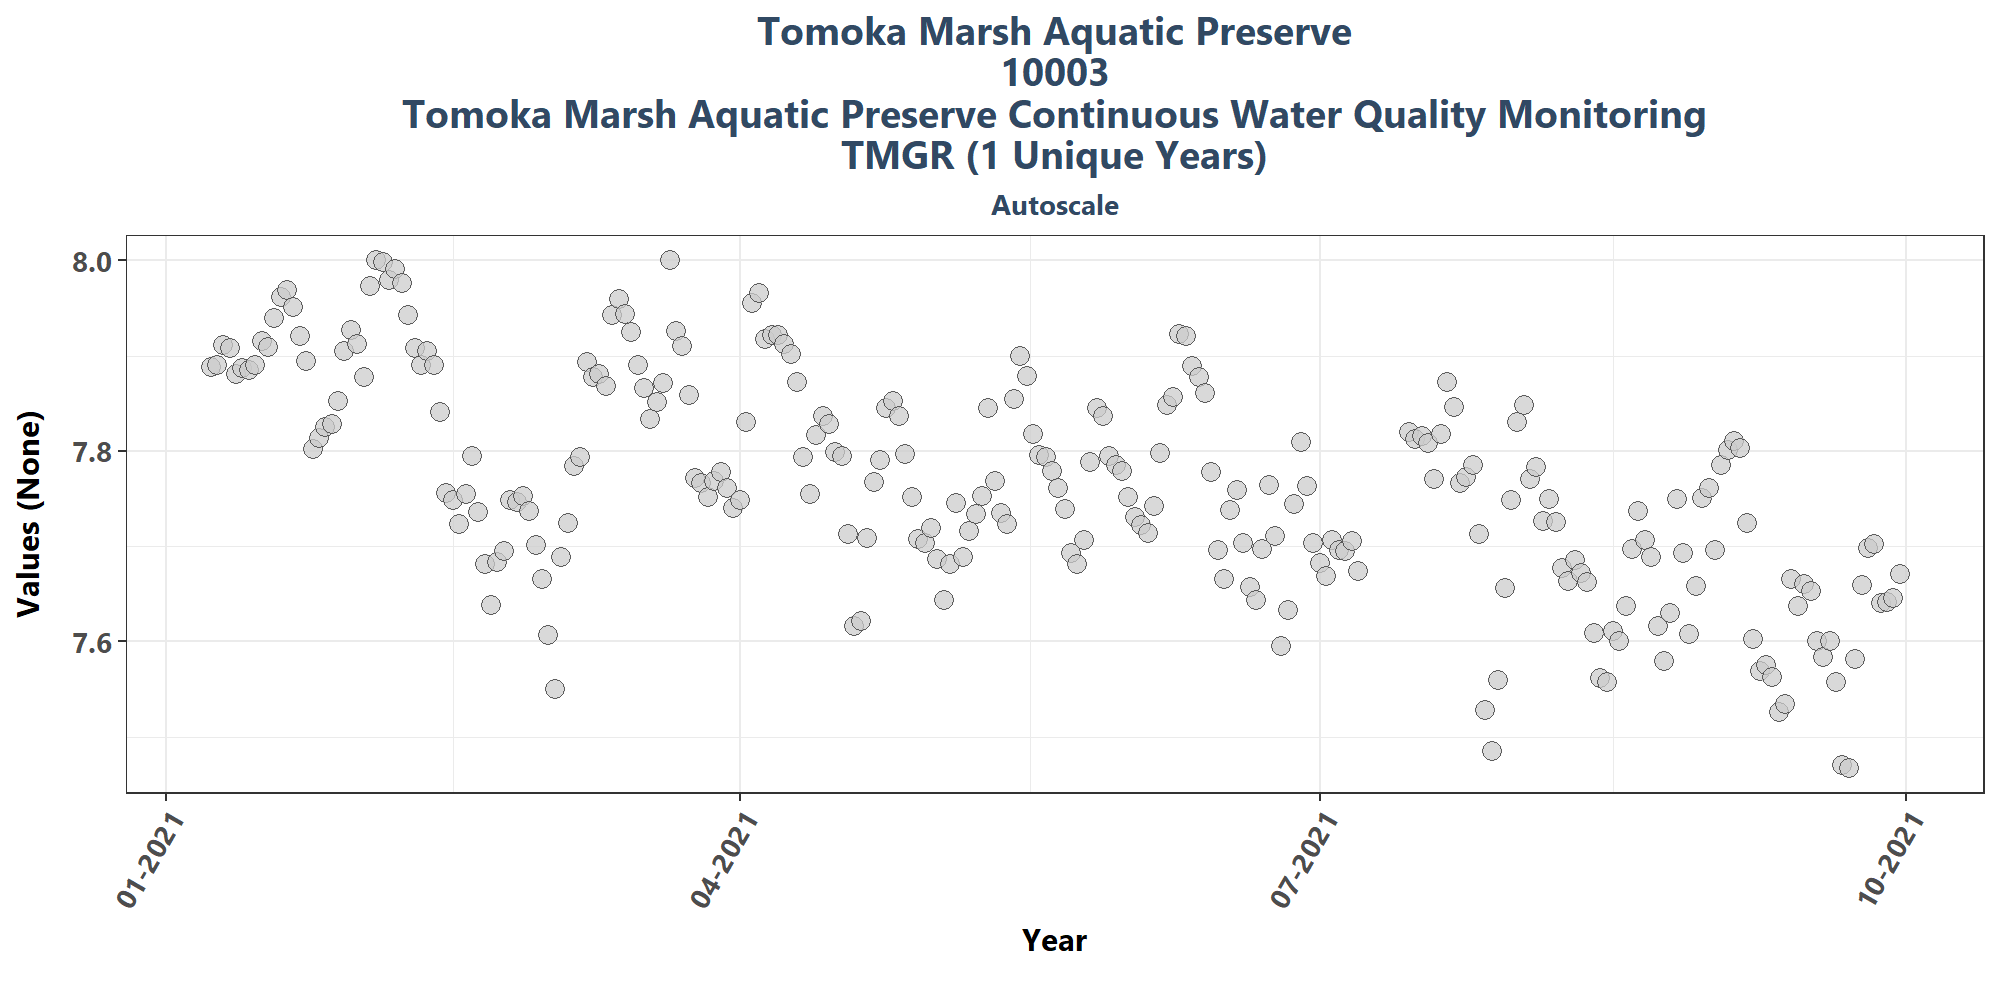 Tomoka Marsh Aquatic Preserve
10003
Tomoka Marsh Aquatic Preserve Continuous Water Quality Monitoring
TMGR (1 Unique Years)
Autoscale
Values (None)
8.0
7.8
7.6
01-2021
04-2021
07-2021
10-2021
Year